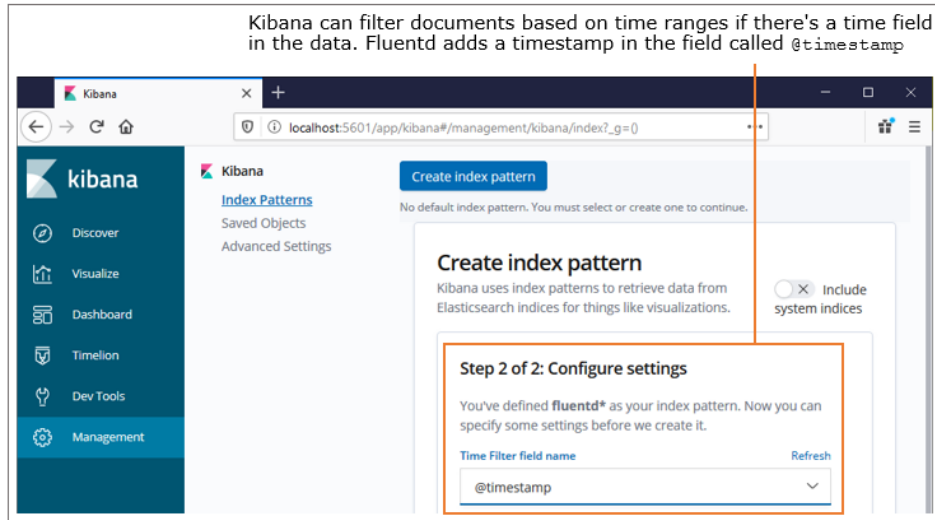 Kibana can filter documents based on time ranges if there's a time field
in the data. Fluentd adds a timestamp in the field called @timestamp
Kibana
localhost:5601/app/kibana#/management/kibana/index?_g=()
kibana
Discover
Visualize
Dashboard
Timelion
Dev Tools
Management
Kibana
Index Patterns
Saved Objects
Advanced Settings
Create index pattern
No default index pattern. You must select or create one to continue.
Create index pattern
Kibana uses index patterns to retrieve data from
Elasticsearch indices for things like visualizations.
Include
system indices
Step 2 of 2: Configure settings
You've defined fluentd* as your index pattern. Now you can
specify some settings before we create it.
Time Filter field name
Refresh
@timestamp